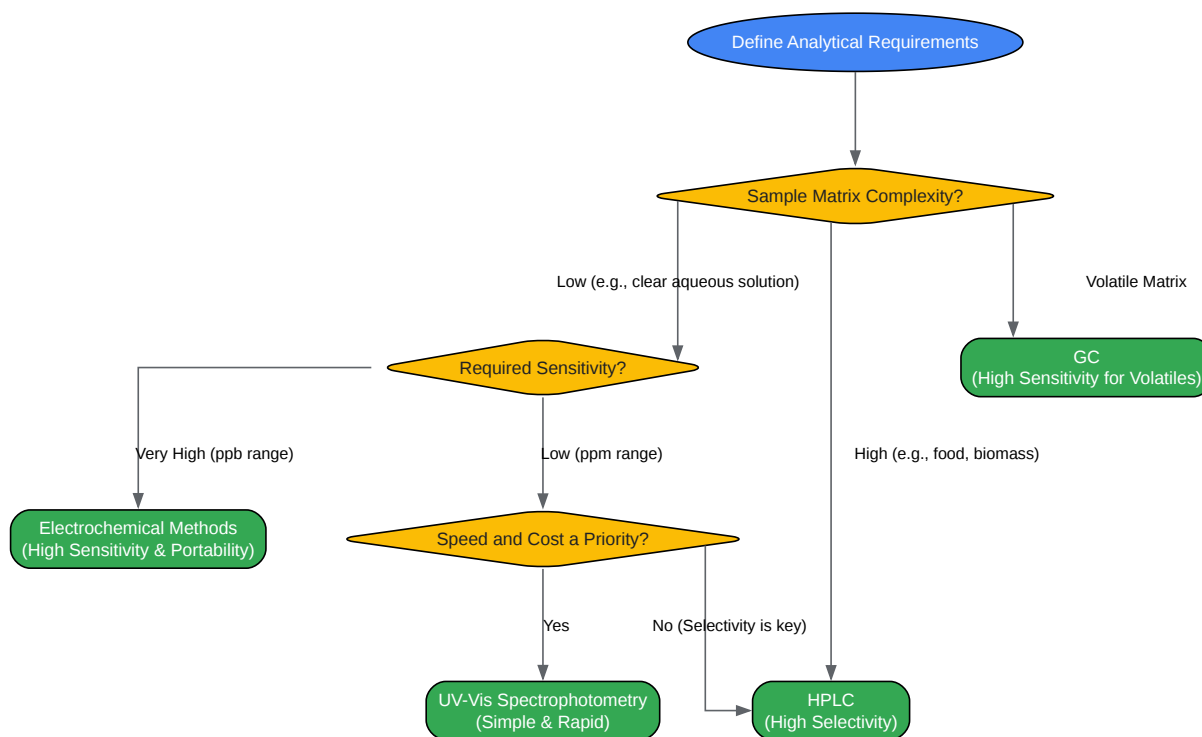 Define Analytical Requirements
Sample Matrix Complexity?
Low (e.g., clear aqueous solution)
Volatile Matrix
Required Sensitivity?
GC
(High Sensitivity for Volatiles)
Very High (ppb range)
Low (ppm range)
High (e.g., food, biomass)
Electrochemical Methods
(High Sensitivity & Portability)
Speed and Cost a Priority?
Yes
No (Selectivity is key)
UV-Vis Spectrophotometry
(Simple & Rapid)
HPLC
(High Selectivity)